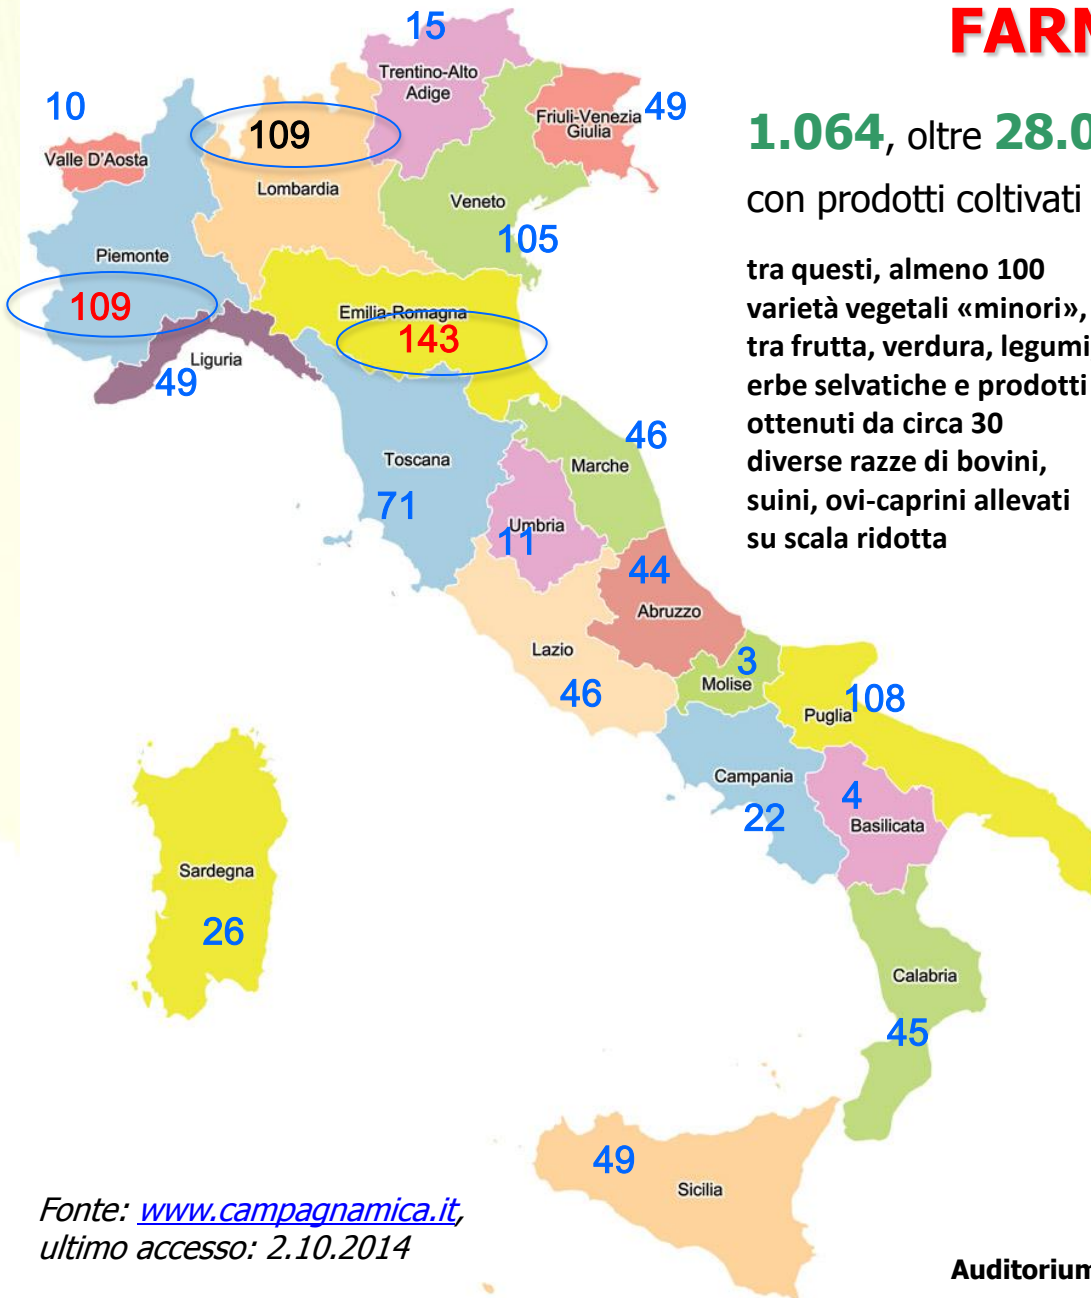 FARM
1.064, oltre 28.0
con prodotti coltivati
tra questi, almeno 100
varietà vegetali «minori»,
tra frutta, verdura, legumi
erbe selvatiche e prodotti
ottenuti da circa 30
diverse razze di bovini,
suini, ovi-caprini allevati
su scala ridotta
15
Trentino-Alto
Adige
10
Valle D'Aosta
109
Lombardia
Friuli-Venezia
Giulia
49
Veneto
105
Piemonte
109
Emilia-Romagna
143
Liguria
49
Toscana
71
46
Marche
Umbria
11
44
Abruzzo
Lazio
46
3
Molise
108
Puglia
Campania
22
4
Basilicata
Sardegna
26
Calabria
45
49
Sicilia
Fonte: www.campagnamica.it,
ultimo accesso: 2.10.2014
Auditorium